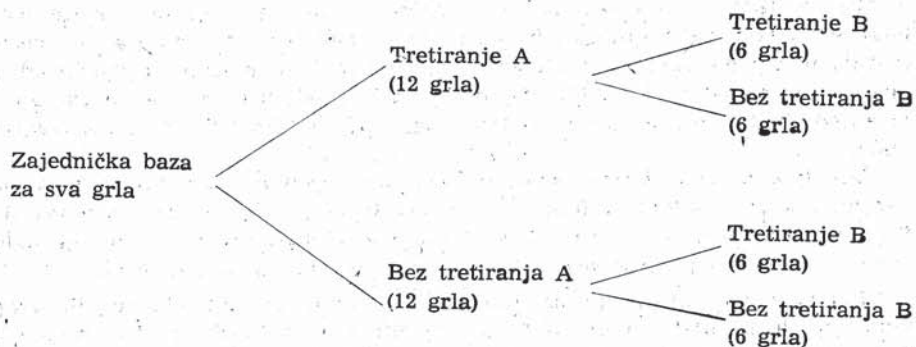 Tretiranje B
(6 grla)
Tretiranje A
(12 grla)
Bez tretiranja B
(6 grla)
Zajednička baza
za sva grla
Tretiranje B
(6 grla)
Bez tretiranja A
(12 grla)
Bez tretiranja B
(6 grla)